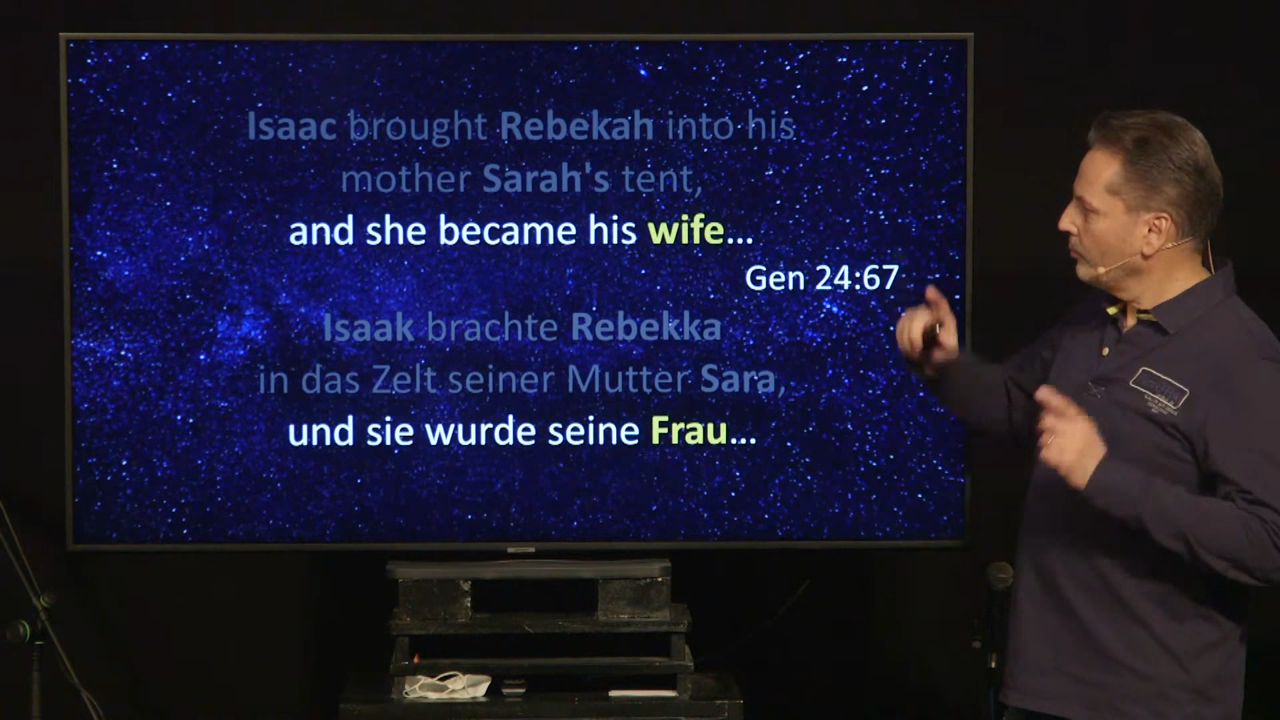 Isaac brought Rebekah into his
mother Sarah's tent,
and she became his wife...
Gen 24:67
Isaak brachte Rebekka
in das Zelt seiner Mutter Sara,
und sie wurde seine Frau...